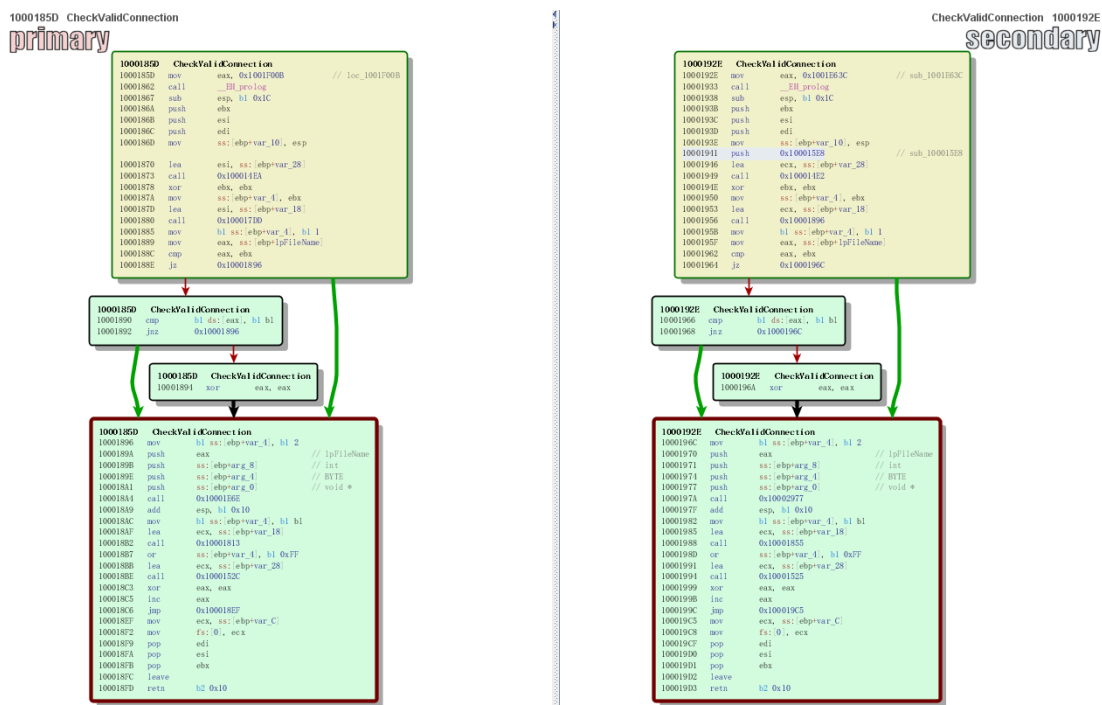 1000185D CheckValidConnection
primary
1000185D CheckValidConnection
1000185D mov eax, 0x1001F00B // loc_1001F00B
10001862 call __EH_prolog
10001867 sub esp, b1 0x1C
1000186A push ebx
1000186B push esi
1000186C push edi
1000186D mov ss:[ebp+var_10], esp
10001870 lea esi, ss:[ebp+var_28]
10001873 call 0x100014EA
10001878 xor ebx, ebx
1000187A mov ss:[ebp+var_4], ebx
1000187D lea esi, ss:[ebp+var_18]
10001880 call 0x100017DD
10001885 mov b1 ss:[ebp+var_4], b1 1
10001889 mov eax, ss:[ebp+lpFileName]
1000188C cmp eax, ebx
1000188E jz 0x10001896
1000185D CheckValidConnection
10001890 cmp b1 ds:[eax], b1 bl
10001892 jnz 0x10001896
1000185D CheckValidConnection
10001894 xor eax, eax
1000185D CheckValidConnection
10001896 mov b1 ss:[ebp+var_4], b1 2
1000189A push eax // lpFileName
1000189B push ss:[ebp+arg_8] // int
1000189E push ss:[ebp+arg_4] // BYTE
100018A1 push ss:[ebp+arg_0] // void *
100018A4 call 0x10001B6E
100018A9 add esp, b1 0x10
100018AC mov b1 ss:[ebp+var_4], b1 bl
100018AF lea ecx, ss:[ebp+var_18]
100018B2 call 0x10001813
100018B7 or ss:[ebp+var_4], b1 0xFF
100018BB lea ecx, ss:[ebp+var_28]
100018BE call 0x1000152C
100018C3 xor eax, eax
100018C5 inc eax
100018C6 jmp 0x100018EF
100018EF mov ecx, ss:[ebp+var_C]
100018F2 mov fs:[0], ecx
100018F9 pop edi
100018FA pop esi
100018FB pop ebx
100018FC leave
100018FD retn b2 0x10
CheckValidConnection 1000192E
secondary
1000192E CheckValidConnection
1000192E mov eax, 0x1001E63C // sub_1001E63C
10001933 call __EH_prolog
10001938 sub esp, b1 0x1C
1000193B push ebx
1000193C push esi
1000193D push edi
1000193E mov ss:[ebp+var_10], esp
10001941 push 0x100015E8 // sub_100015E8
10001946 lea ecx, ss:[ebp+var_28]
10001949 call 0x100014E2
1000194E xor ebx, ebx
10001950 mov ss:[ebp+var_4], ebx
10001953 lea esi, ss:[ebp+var_18]
10001956 call 0x10001896
1000195B mov b1 ss:[ebp+var_4], b1 1
1000195F mov eax, ss:[ebp+lpFileName]
10001962 cmp eax, ebx
10001964 jz 0x1000196C
1000192E CheckValidConnection
10001966 cmp b1 ds:[eax], b1 bl
10001968 jnz 0x1000196C
1000192E CheckValidConnection
1000196A xor eax, eax
1000192E CheckValidConnection
1000196C mov b1 ss:[ebp+var_4], b1 2
10001970 push eax // lpFileName
10001971 push ss:[ebp+arg_8] // int
10001974 push ss:[ebp+arg_4] // BYTE
10001977 push ss:[ebp+arg_0] // void *
1000197A call 0x10002977
1000197F add esp, b1 0x10
10001982 mov b1 ss:[ebp+var_4], b1 bl
10001985 lea ecx, ss:[ebp+var_18]
10001988 call 0x10001855
1000198D or ss:[ebp+var_4], b1 0xFF
10001991 lea ecx, ss:[ebp+var_28]
10001994 call 0x10001525
10001999 xor eax, eax
1000199B inc eax
1000199C jmp 0x100019C5
100019C5 mov ecx, ss:[ebp+var_C]
100019C8 mov fs:[0], ecx
100019CF pop edi
100019D0 pop esi
100019D1 pop ebx
100019D2 leave
100019D3 retn b2 0x10